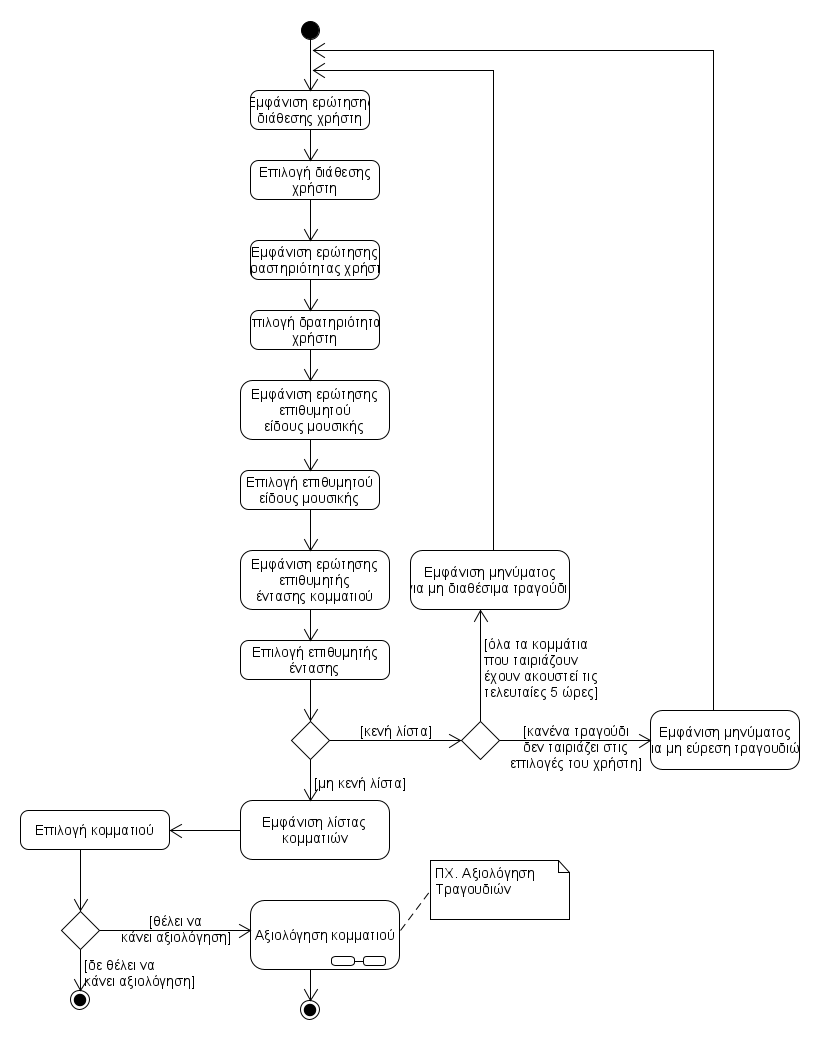 Εμφάνιση ερώτησης
διάθεσης χρήστη
Επιλογή διάθεσης
χρήστη
Εμφάνιση ερώτησης
ραστηριότητας χρήστ
πιλογή δρατηριότητα
χρήστη
Εμφάνιση ερώτησης
επιθυμητού
είδους μουσικής
Επιλογή επιθυμητού
είδους μουσικής
Εμφάνιση ερώτησης
επιθυμητής
έντασης κομματιού
Εμφάνιση μηνύματος
ια μη διαθέσιμα τραγούδι
Επιλογή επιθυμητής
έντασης
[όλα τα κομμάτια
που ταιριάζουν
έχουν ακουστεί τις
τελευταίες 5 ώρες]
[κενή λίστα]
[κανένα τραγούδι
δεν ταιριάζει στις
επιλογές του χρήστη]
Εμφάνιση μηνύματος
ια μη εύρεση τραγουδιώ
[μη κενή λίστα]
Εμφάνιση λίστας
κομματιών
Επιλογή κομματιού
ΠΧ. Αξιολόγηση
Τραγουδιών
[θέλει να
κάνει αξιολόγηση]
Αξιολόγηση κομματιού
[δε θέλει να
κάνει αξιολόγηση]